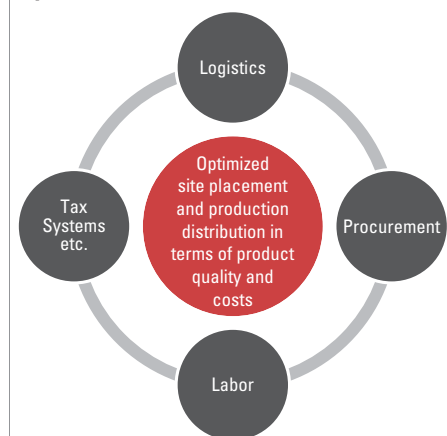 Logistics
Optimized
site placement
and production
distribution in
terms of product
quality and
costs
Tax
Systems
etc.
Procurement
Labor